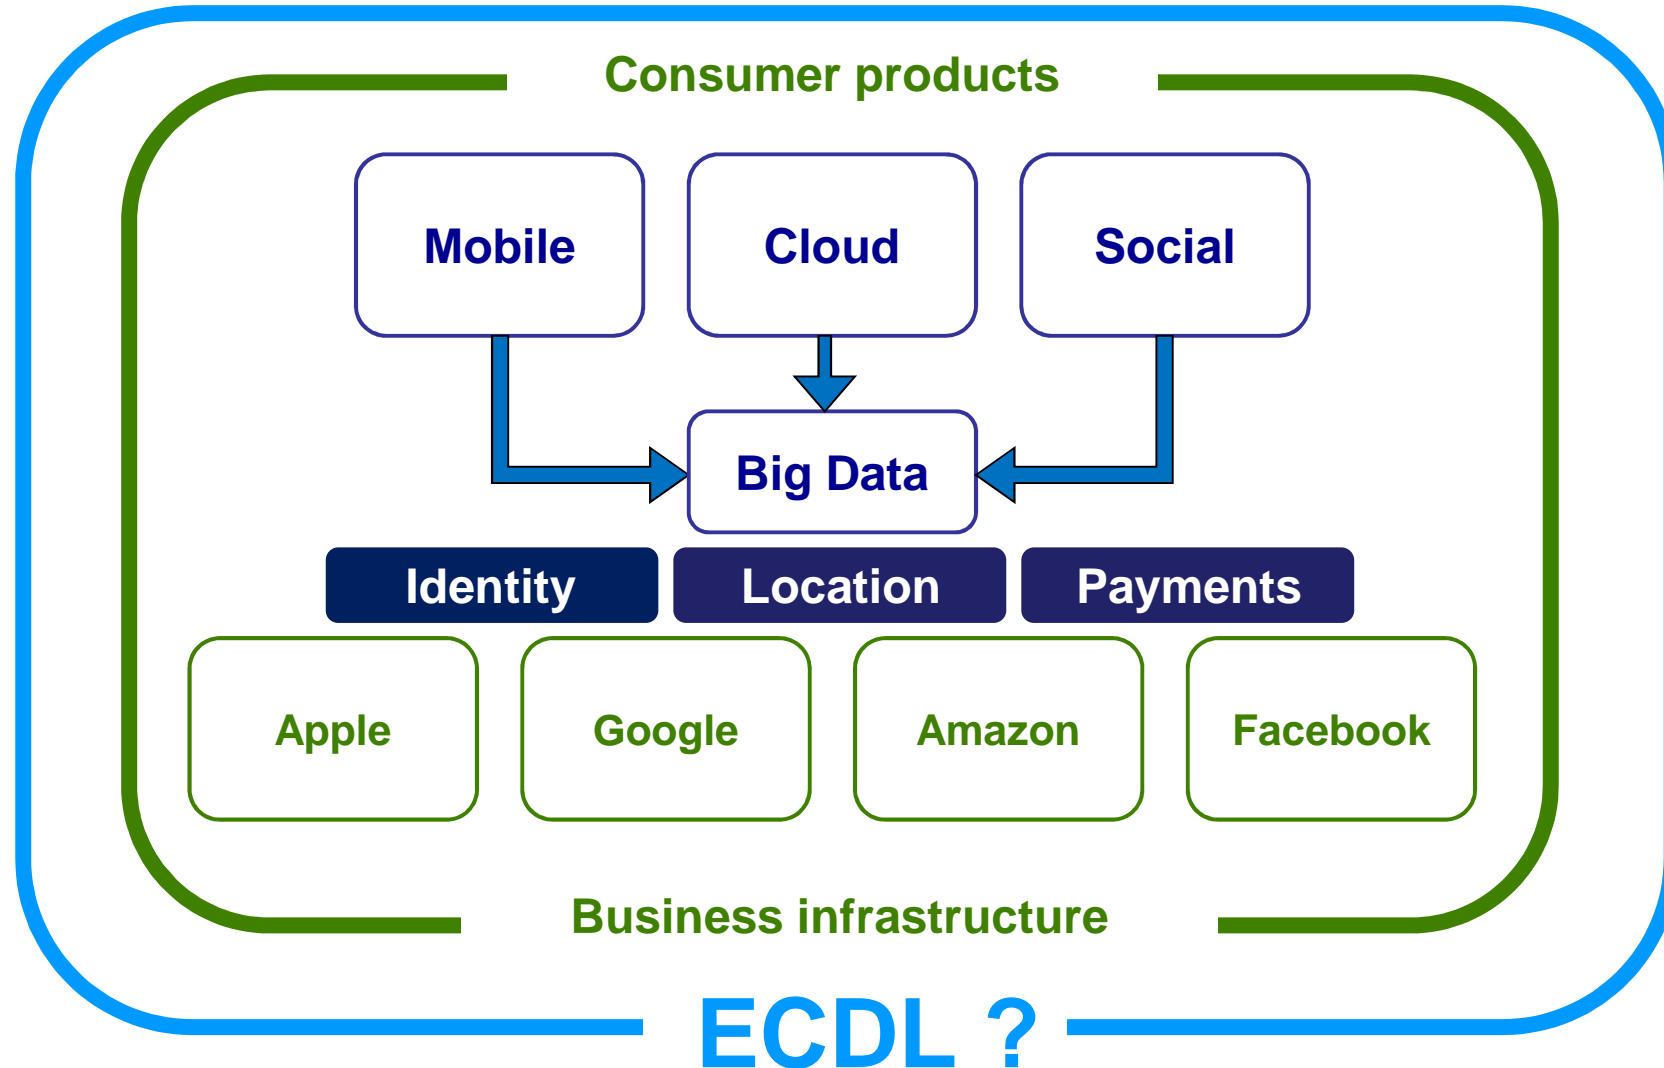 Consumer products
Mobile
Cloud
Social
Big Data
Identity
Location
Payments
Apple
Google
Amazon
Facebook
Business infrastructure
ECDL ?